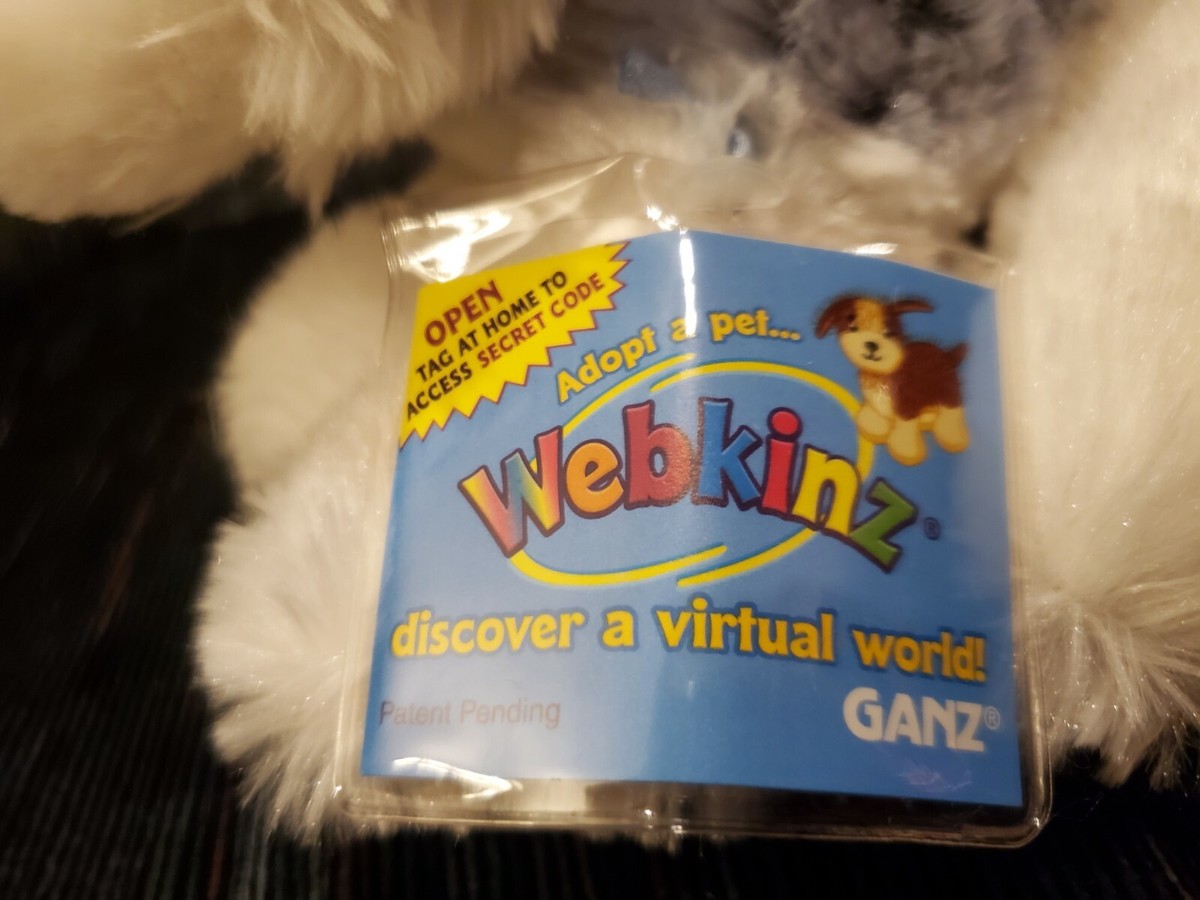 OPEN
TAG AT HOME TO
ACCESS SECRET CODE
Adopt a pet...
Webkinz®
discover a virtual world!
Patent Pending
GANZ®